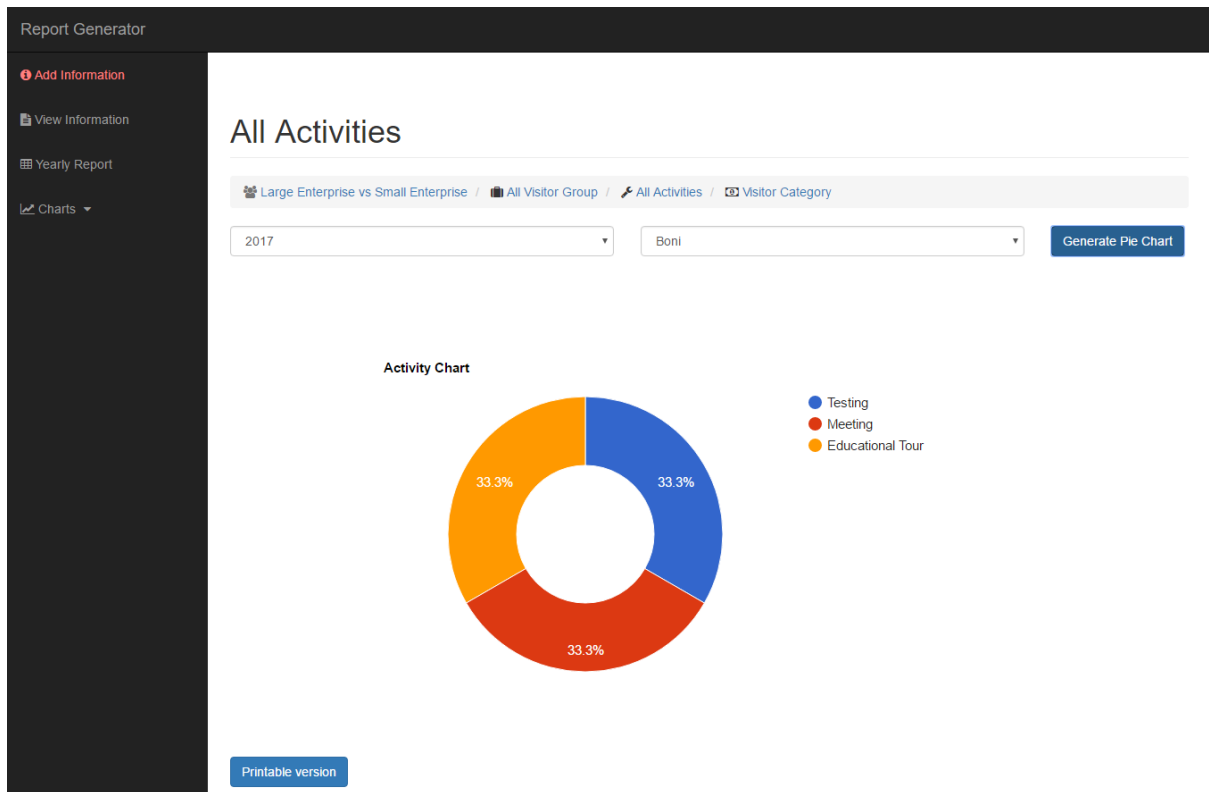 Report Generator
Add Information
View Information
Yearly Report
Charts
All Activities
Large Enterprise vs Small Enterprise / All Visitor Group / All Activities / Visitor Category
2017 Boni Generate Pie Chart
Activity Chart
Testing
Meeting
Educational Tour
33.3% 33.3%
33.3%
Printable version